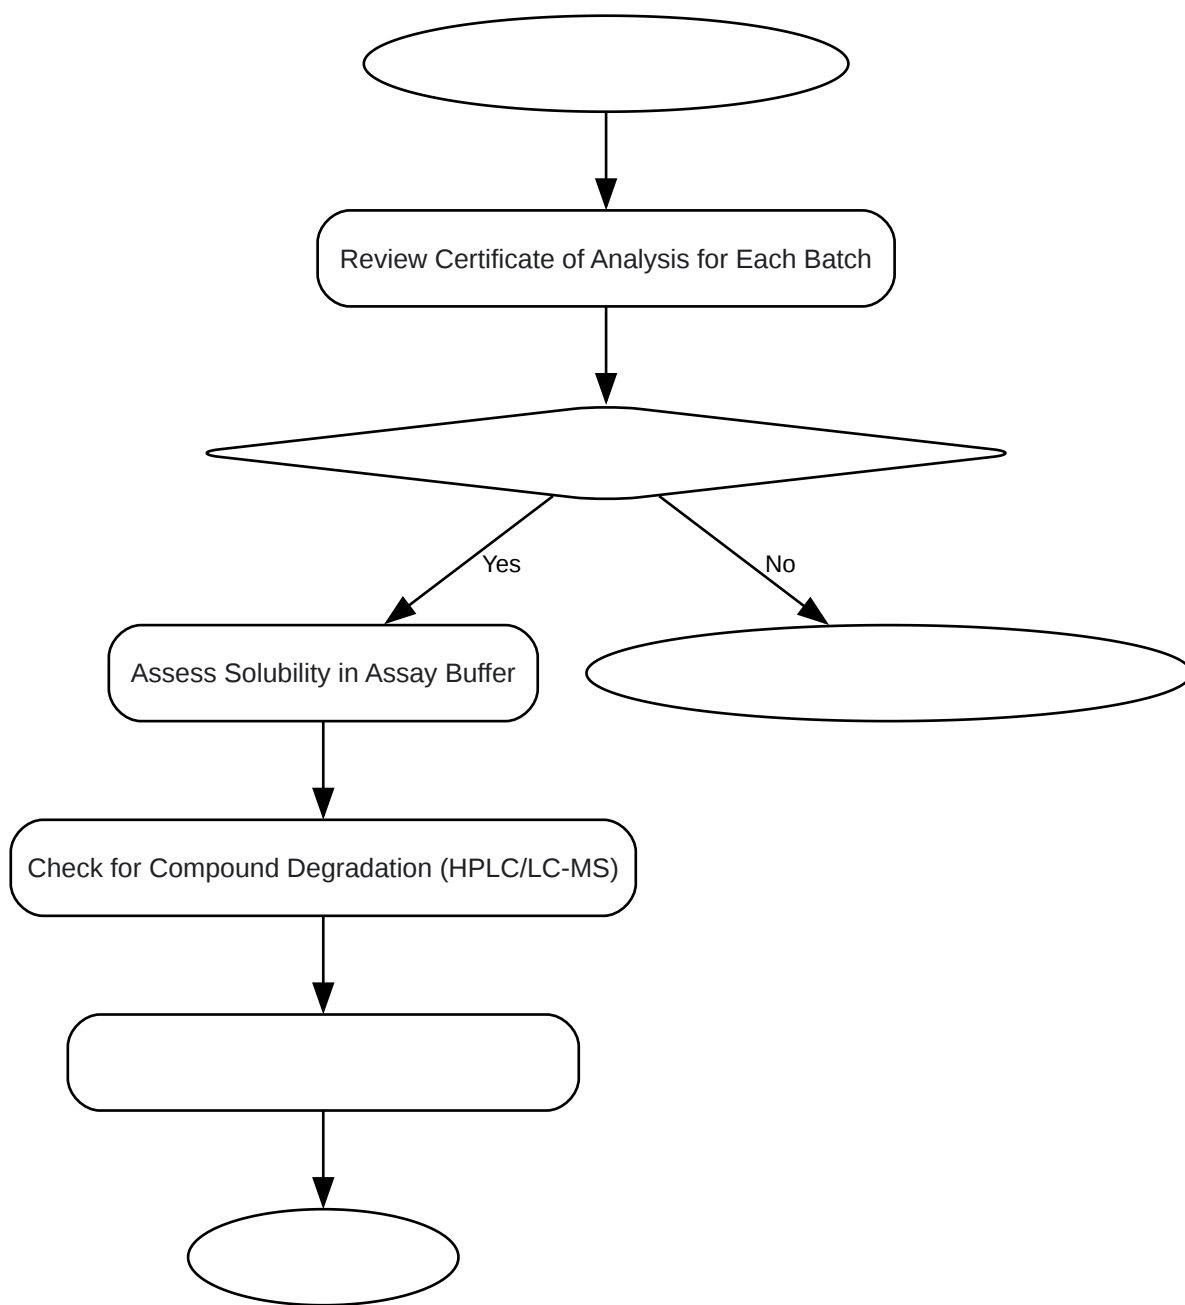 Review Certificate of Analysis for Each Batch
Yes
No
Assess Solubility in Assay Buffer
Check for Compound Degradation (HPLC/LC-MS)